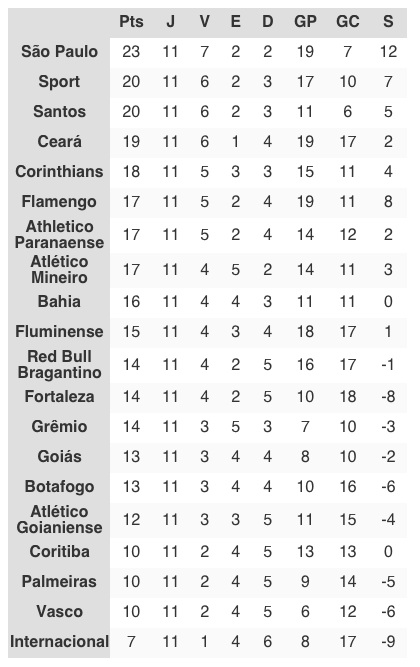 Pts J V E D GP GC S
São Paulo 23 11 7 2 2 19 7 12
Sport 20 11 6 2 3 17 10 7
Santos 20 11 6 2 3 11 6 5
Ceará 19 11 6 1 4 19 17 2
Corinthians 18 11 5 3 3 15 11 4
Flamengo 17 11 5 2 4 19 11 8
Athletico
Paranaense 17 11 5 2 4 14 12 2
Atlético
Mineiro 17 11 4 5 2 14 11 3
Bahia 16 11 4 4 3 11 11 0
Fluminense 15 11 4 3 4 18 17 1
Red Bull
Bragantino 14 11 4 2 5 16 17 -1
Fortaleza 14 11 4 2 5 10 18 -8
Grêmio 14 11 3 5 3 7 10 -3
Goiás 13 11 3 4 4 8 10 -2
Botafogo 13 11 3 4 4 10 16 -6
Atlético
Goianiense 12 11 3 3 5 11 15 -4
Coritiba 10 11 2 4 5 13 13 0
Palmeiras 10 11 2 4 5 9 14 -5
Vasco 10 11 2 4 5 6 12 -6
Internacional 7 11 1 4 6 8 17 -9